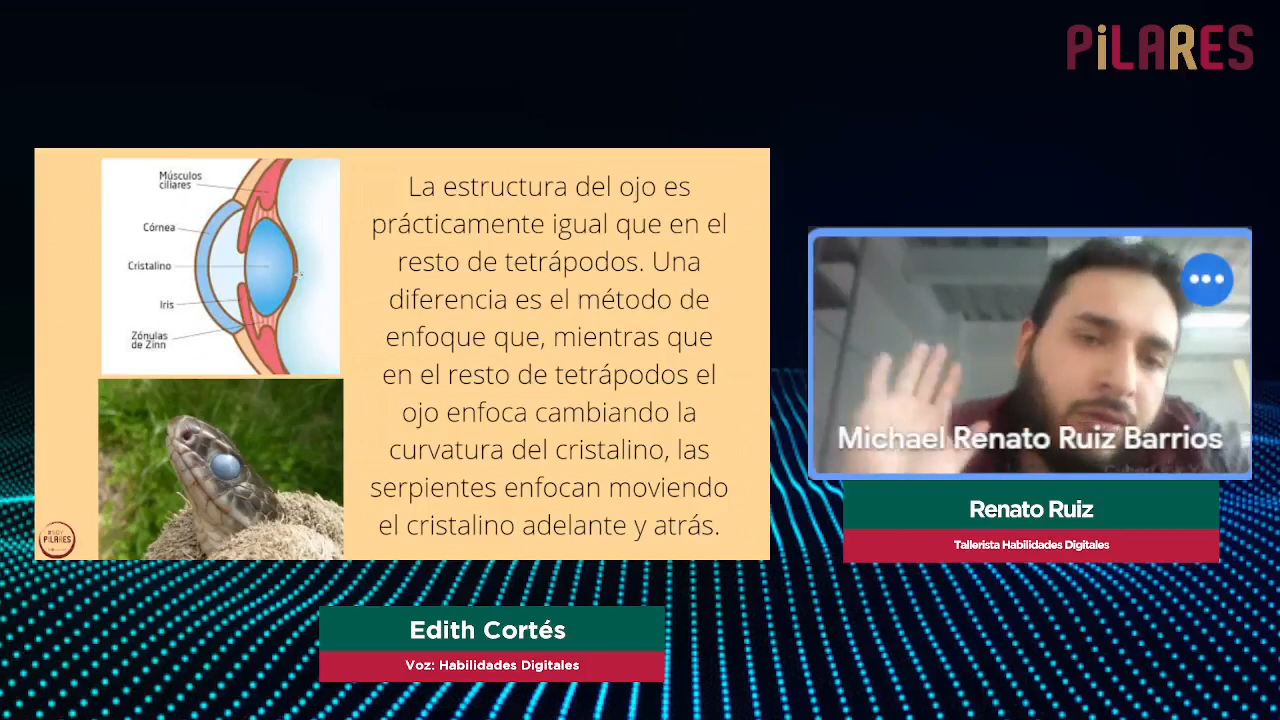 PiLARES
Músculos
ciliares
Córnea
Cristalino
Iris
Zónulas
de Zinn
La estructura del ojo es
prácticamente igual que en el
resto de tetrápodos. Una
diferencia es el método de
enfoque que, mientras que
en el resto de tetrápodos el
ojo enfoca cambiando la
curvatura del cristalino, las
serpientes enfocan moviendo
el cristalino adelante y atrás.
#SOY
PILARES
Michael Renato Ruiz Barrios
Renato Ruiz
Tallerista Habilidades Digitales
Edith Cortés
Voz: Habilidades Digitales